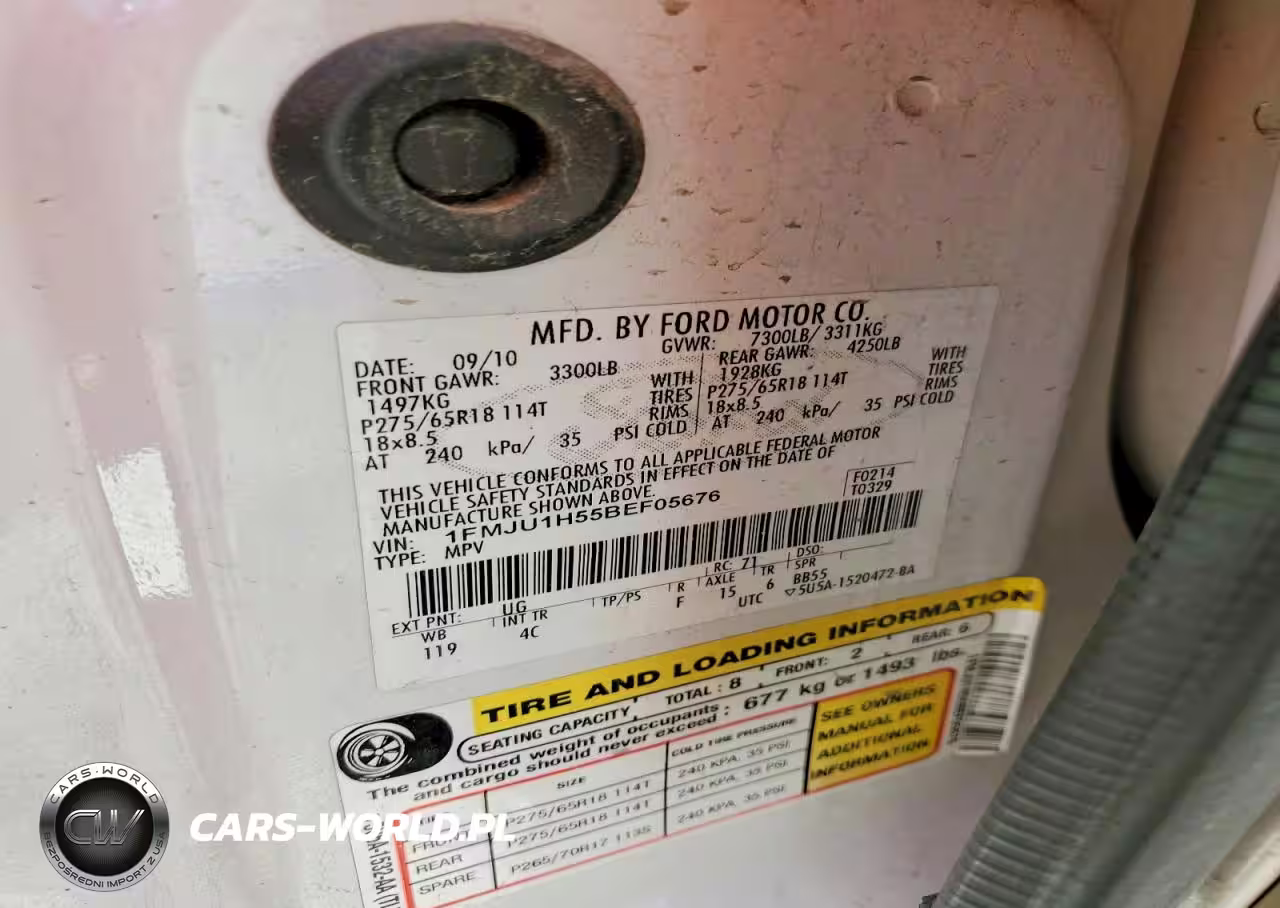 MFD. BY FORD MOTOR CO.
DATE: 09/10 GVWR: 7300LB/ 3311KG
FRONT GAWR: 3300LB REAR GAWR: 4250LB
1497KG WITH 1928KG WITH
P275/65R18 114T TIRES P275/65R18 114T TIRES
18x8.5 RIMS 18x8.5 RIMS
AT 240 kPa/ 35 PSI COLD AT 240 kPa/ 35 PSI COLD
THIS VEHICLE CONFORMS TO ALL APPLICABLE FEDERAL MOTOR
VEHICLE SAFETY STANDARDS IN EFFECT ON THE DATE OF
MANUFACTURE SHOWN ABOVE.
F0214
T0329
VIN: 1FMJU1H55BEF05676
TYPE: MPV
EXT PNT: UG RC: 71 DSO:
WB INT TR TP/PS R AXLE TR SPR
119 4C F 15 6 BB55
UTC ▽5U5A-1520472-BA
TIRE AND LOADING INFORMATION
SEATING CAPACITY TOTAL: 8 FRONT: 2 REAR: 6
The combined weight of occupants
and cargo should never exceed: 677 kg or 1493 lbs.
SIZE COLD TIRE PRESSURE
FRONT P275/65R18 114T 240 KPA, 35 PSI
REAR P275/65R18 114T 240 KPA, 35 PSI
SPARE P265/70R17 113S 240 KPA, 35 PSI
SEE OWNERS
MANUAL FOR
ADDITIONAL
INFORMATION
CARS-WORLD
CW
BEZPOŚREDNI IMPORT Z USA
CARS-WORLD.PL